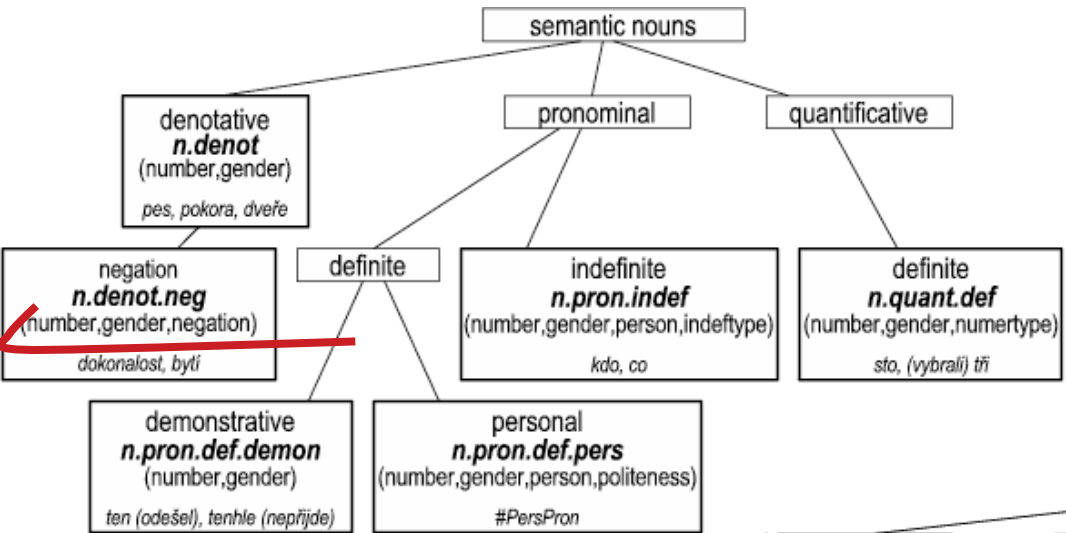 semantic nouns
denotative
n.denot
(number,gender)
pes, pokora, dveře
pronominal
quantificative
negation
n.denot.neg
(number,gender,negation)
dokonalost, bytí
definite
indefinite
n.pron.indef
(number,gender,person,indeftype)
kdo, co
definite
n.quant.def
(number,gender,numertype)
sto, (vybrali) tři
demonstrative
n.pron.def.demon
(number,gender)
ten (odešel), tenhle (nepřijde)
personal
n.pron.def.pers
(number,gender,person,politeness)
#PersPron